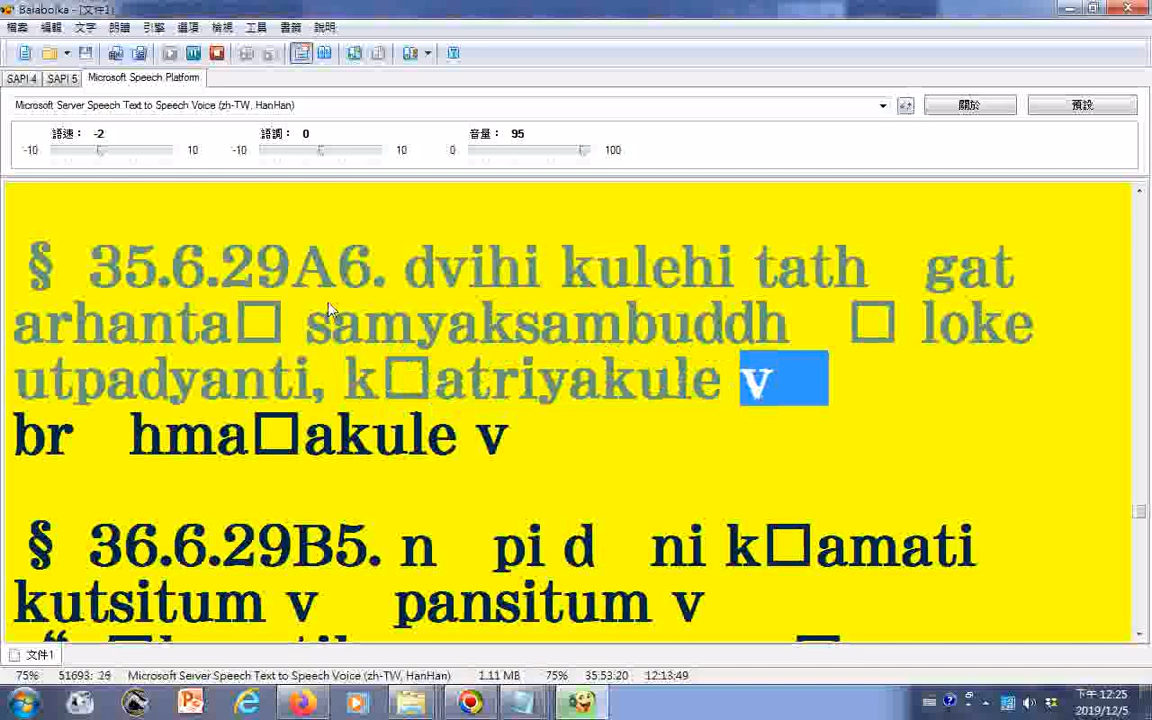 Balabolka - [文件1]
檔案 編輯 文字 朗讀 引擎 選項 檢視 工具 書籤 說明
SAPI 4 SAPI 5 Microsoft Speech Platform
Microsoft Server Speech Text to Speech Voice (zh-TW, HanHan) 關於 預設
語速： -2 語調： 0 音量： 95
-10 10 -10 10 0 100
§ 35.6.29A6. dvihi kulehi tath gat
arhanta□ samyaksambuddh □ loke
utpadyanti, k□atriyakule v
br hma□akule v
§ 36.6.29B5. n pi d ni k□amati
kutsitum v pansitum v
文件1
75% 51693: 26 Microsoft Server Speech Text to Speech Voice (zh-TW, HanHan) 1.11 MB 75% 35:53:20 12:13:49
下午 12:25
2019/12/5